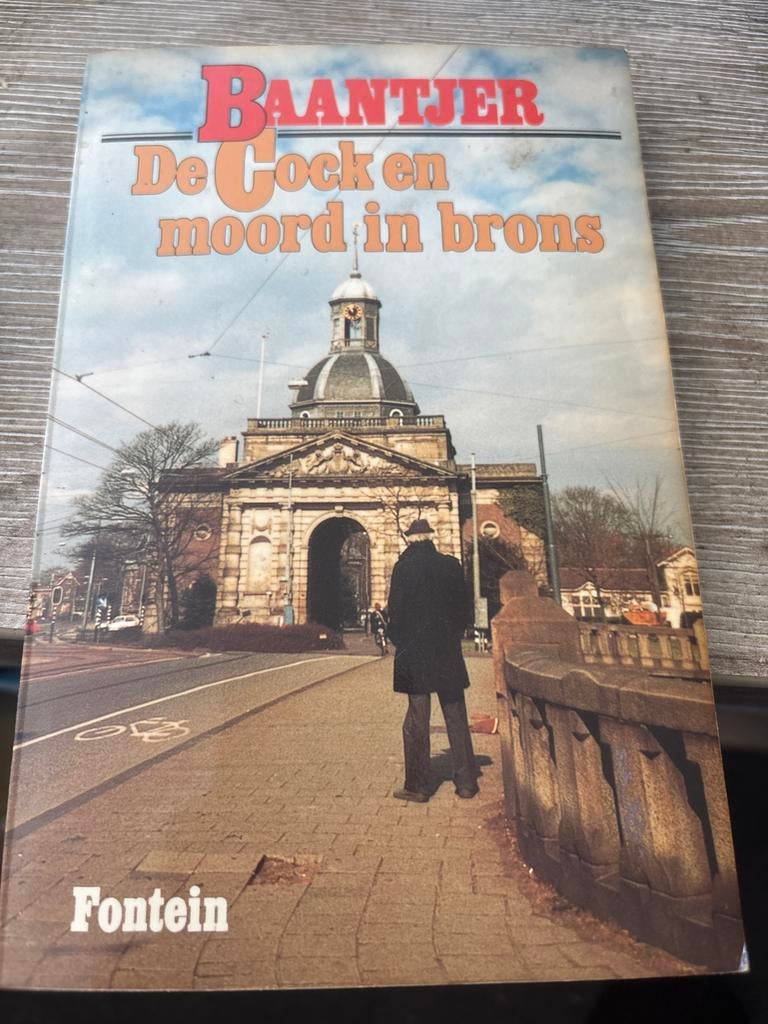 BAANTJER
De Cock en
moord in brons
Fontein